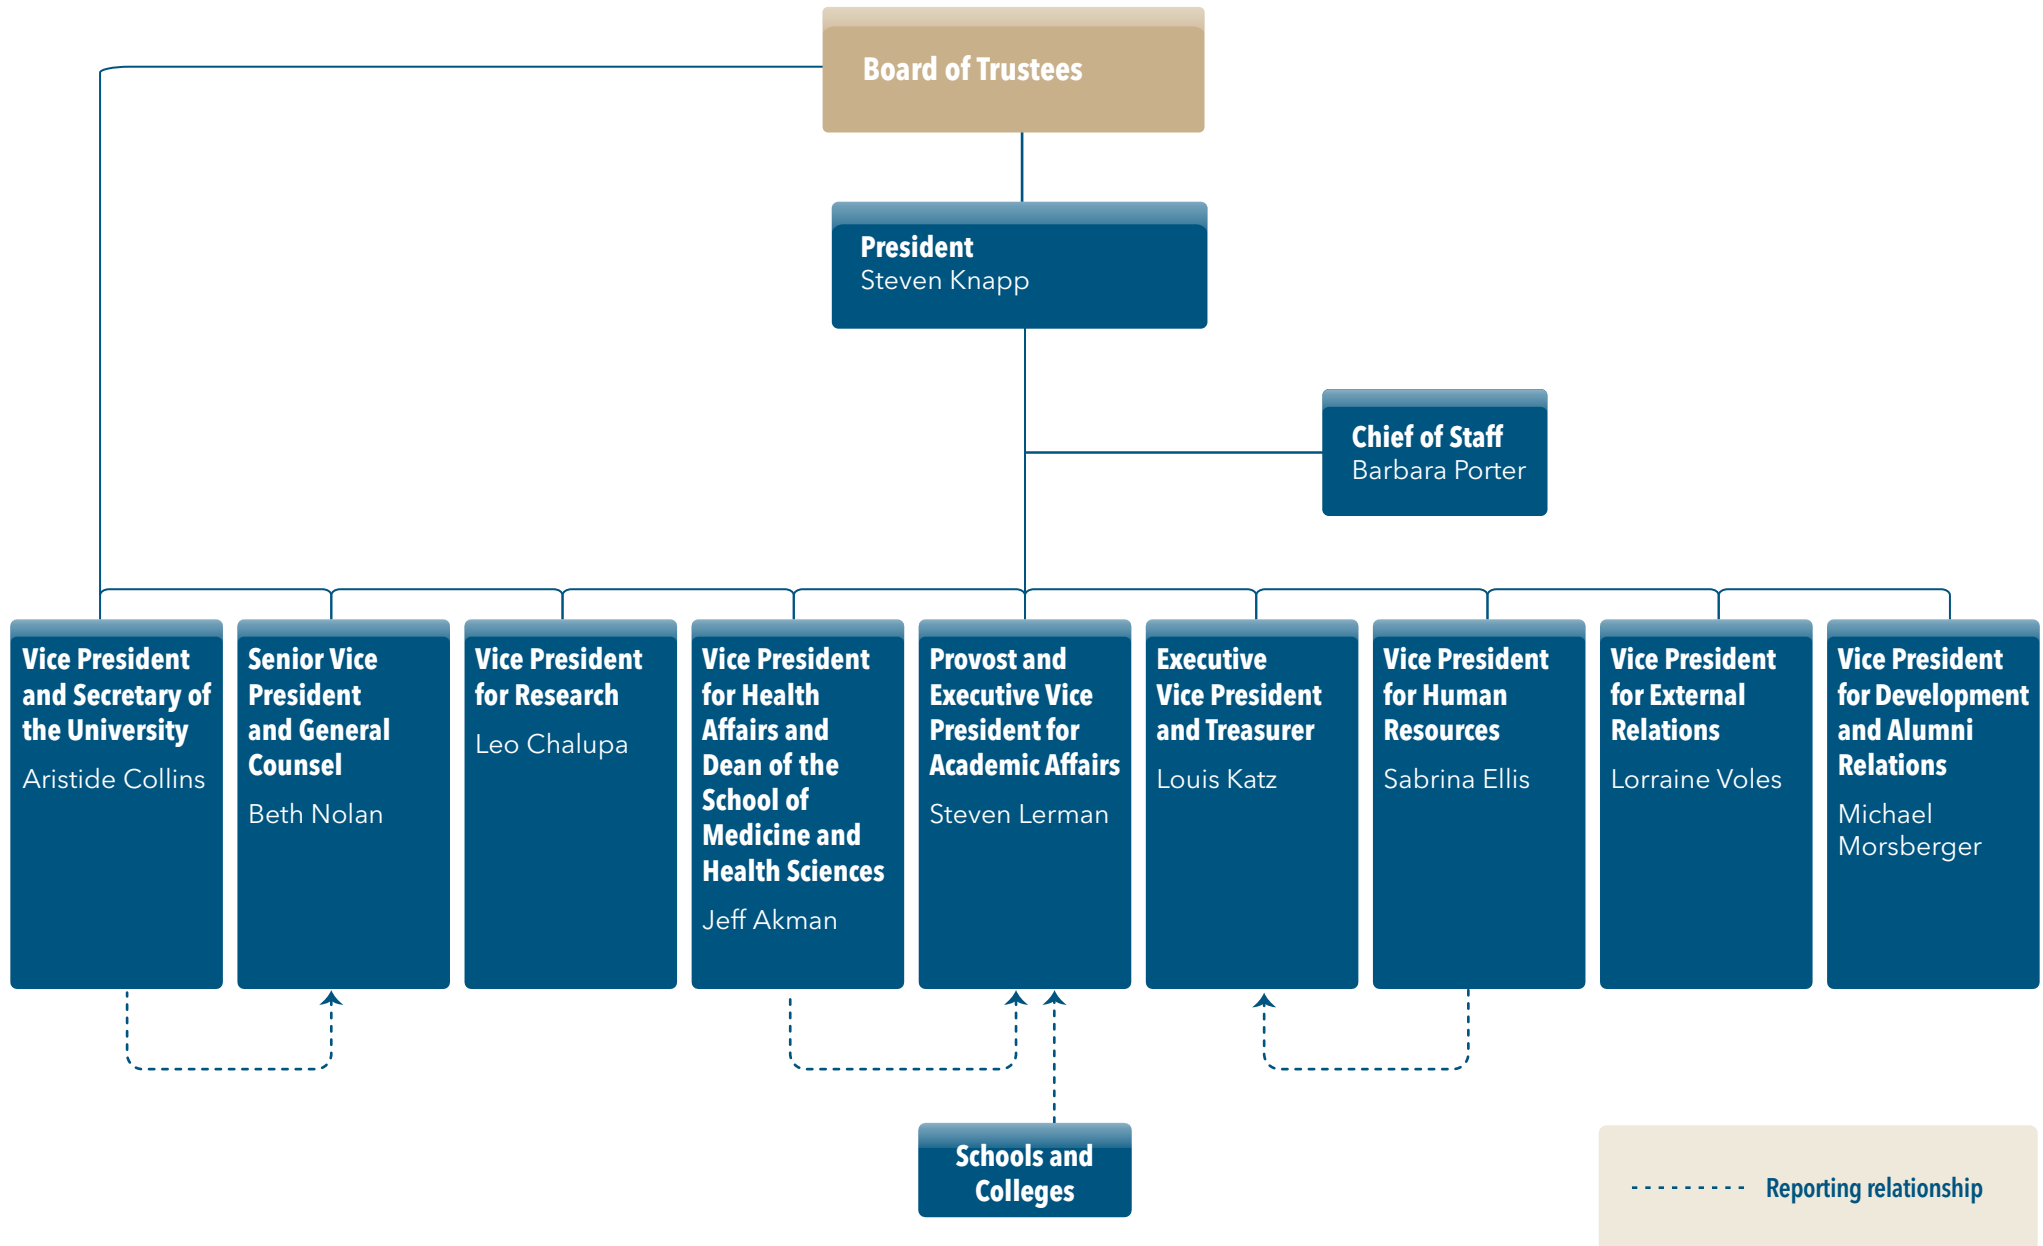 Board of Trustees
President
Steven Knapp
Chief of Staff
Barbara Porter
Vice President
and Secretary of
the University
Aristide Collins
Senior Vice
President
and General
Counsel
Beth Nolan
Vice President
for Research
Leo Chalupa
Vice President
for Health
Affairs and
Dean of the
School of
Medicine and
Health Sciences
Jeff Akman
Provost and
Executive Vice
President for
Academic Affairs
Steven Lerman
Executive
Vice President
and Treasurer
Louis Katz
Vice President
for Human
Resources
Sabrina Ellis
Vice President
for External
Relations
Lorraine Voles
Vice President
for Development
and Alumni
Relations
Michael
Morsberger
Schools and
Colleges
Reporting relationship